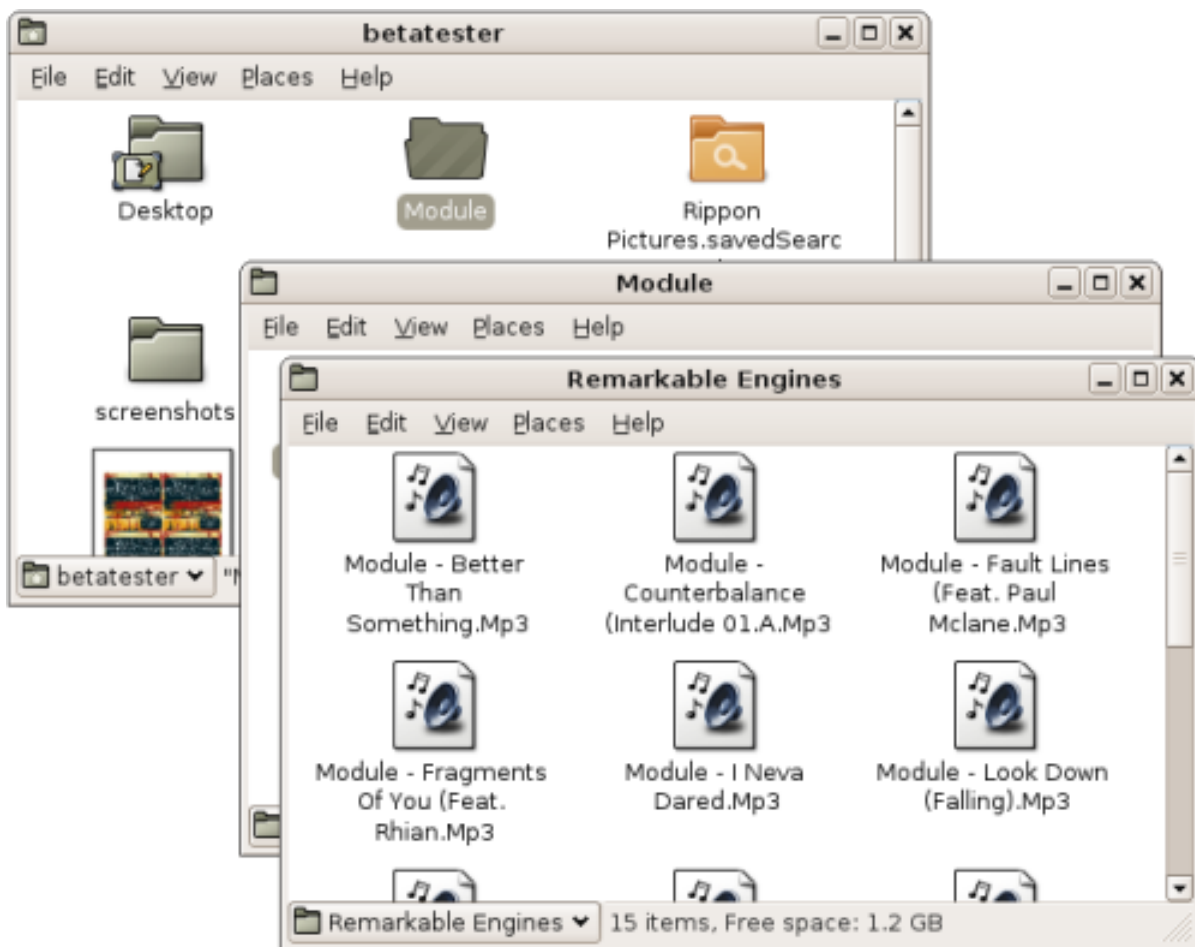 betatester
File Edit View Places Help
Desktop
Module
Rippon
Pictures.savedSearc
screenshots
betatester
Module
File Edit View Places Help
Remarkable Engines
File Edit View Places Help
Module - Better
Than
Something.Mp3
Module -
Counterbalance
(Interlude 01.A.Mp3
Module - Fault Lines
(Feat. Paul
Mclane.Mp3
Module - Fragments
Of You (Feat.
Rhian.Mp3
Module - I Neva
Dared.Mp3
Module - Look Down
(Falling).Mp3
Remarkable Engines 15 items, Free space: 1.2 GB